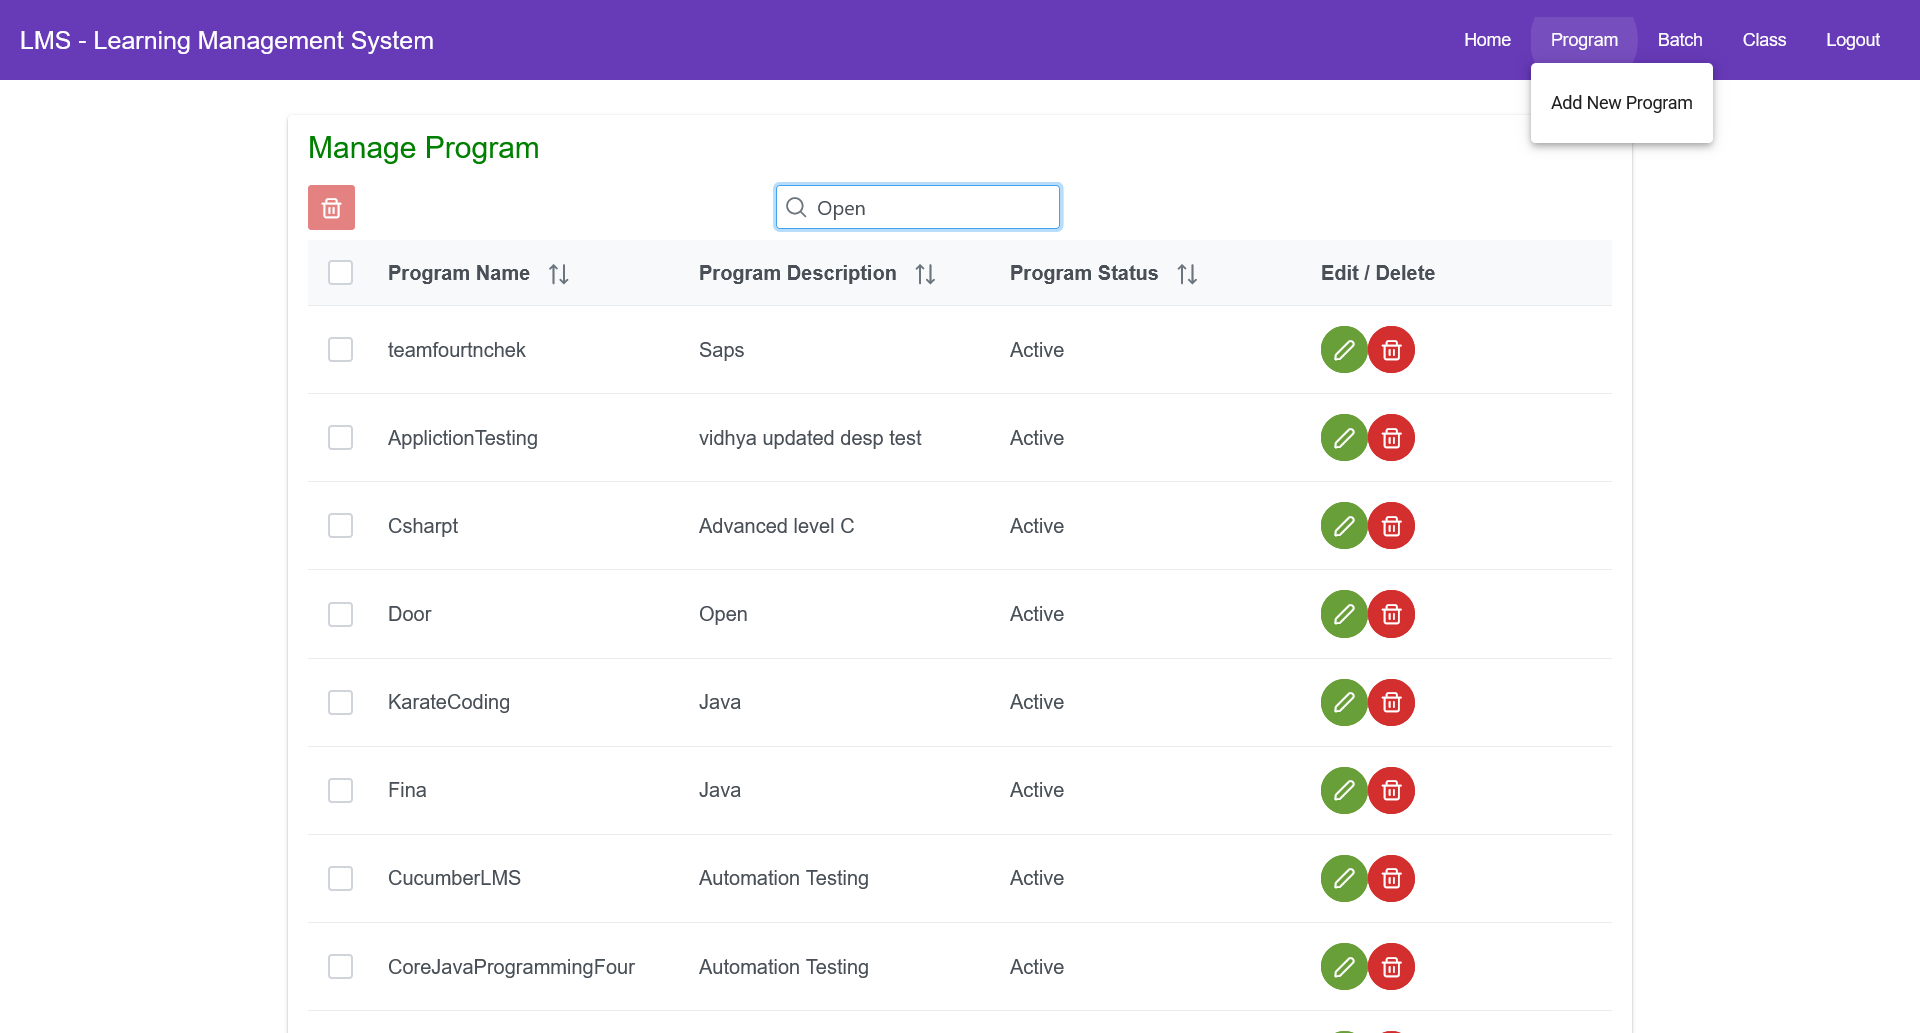 LMS - Learning Management System
Home Program Batch Class Logout
Add New Program
Manage Program
Open
Program Name Program Description Program Status Edit / Delete
teamfourtnchek Saps Active
ApplictionTesting vidhya updated desp test Active
Csharpt Advanced level C Active
Door Open Active
KarateCoding Java Active
Fina Java Active
CucumberLMS Automation Testing Active
CoreJavaProgrammingFour Automation Testing Active